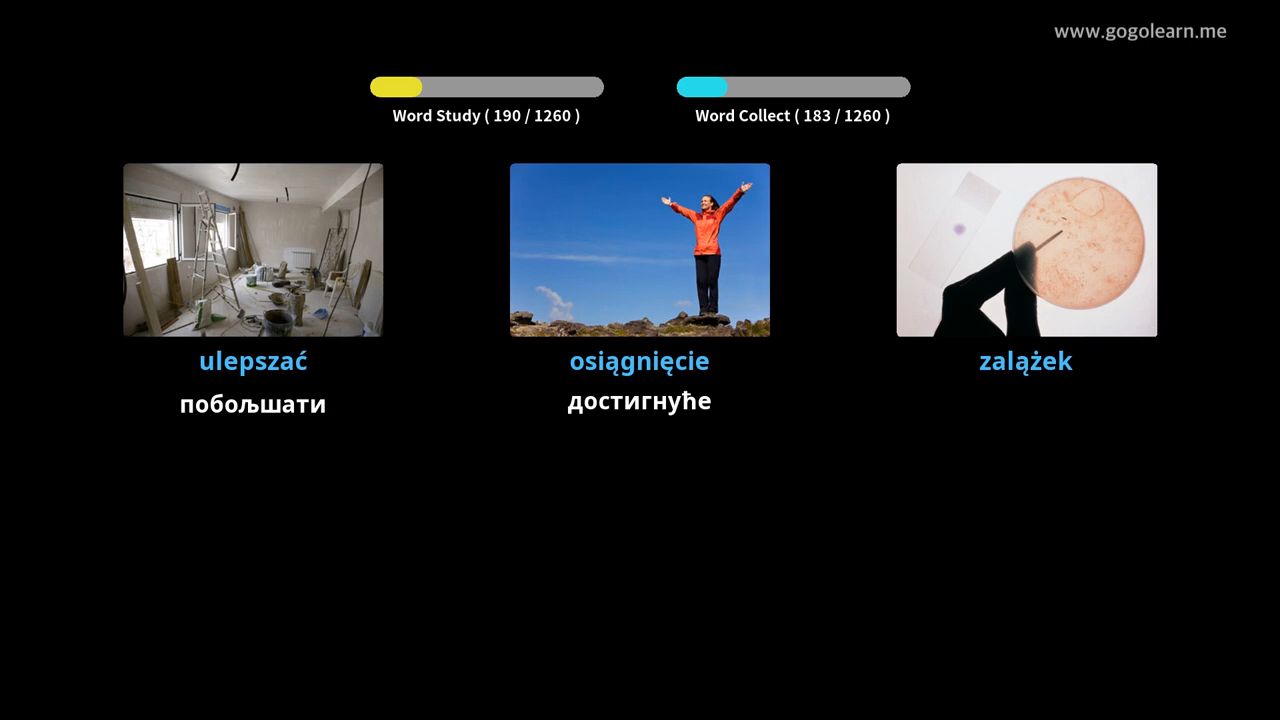 www.gogolearn.me
Word Study ( 190 / 1260 )
Word Collect ( 183 / 1260 )
ulepszać
osiągnięcie
zalążek
побољшати
достигнуће